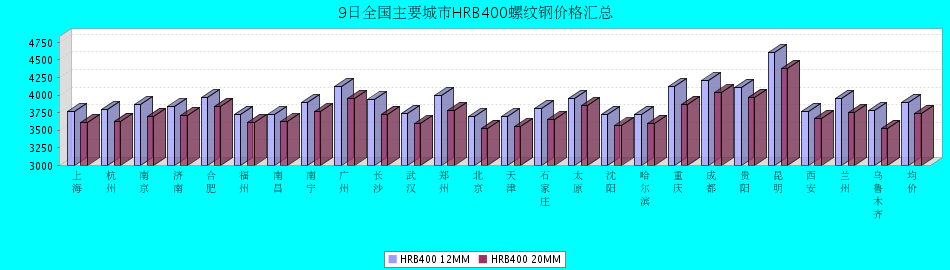 9日全国主要城市HRB400螺纹钢价格汇总
4750
4500
4250
4000
3750
3500
3250
3000
上海
杭州
南京
济南
合肥
福州
南昌
南宁
广州
长沙
武汉
郑州
北京
天津
石家庄
太原
沈阳
哈尔滨
重庆
成都
贵阳
昆明
西安
兰州
乌鲁木齐
均价
HRB400 12MM HRB400 20MM